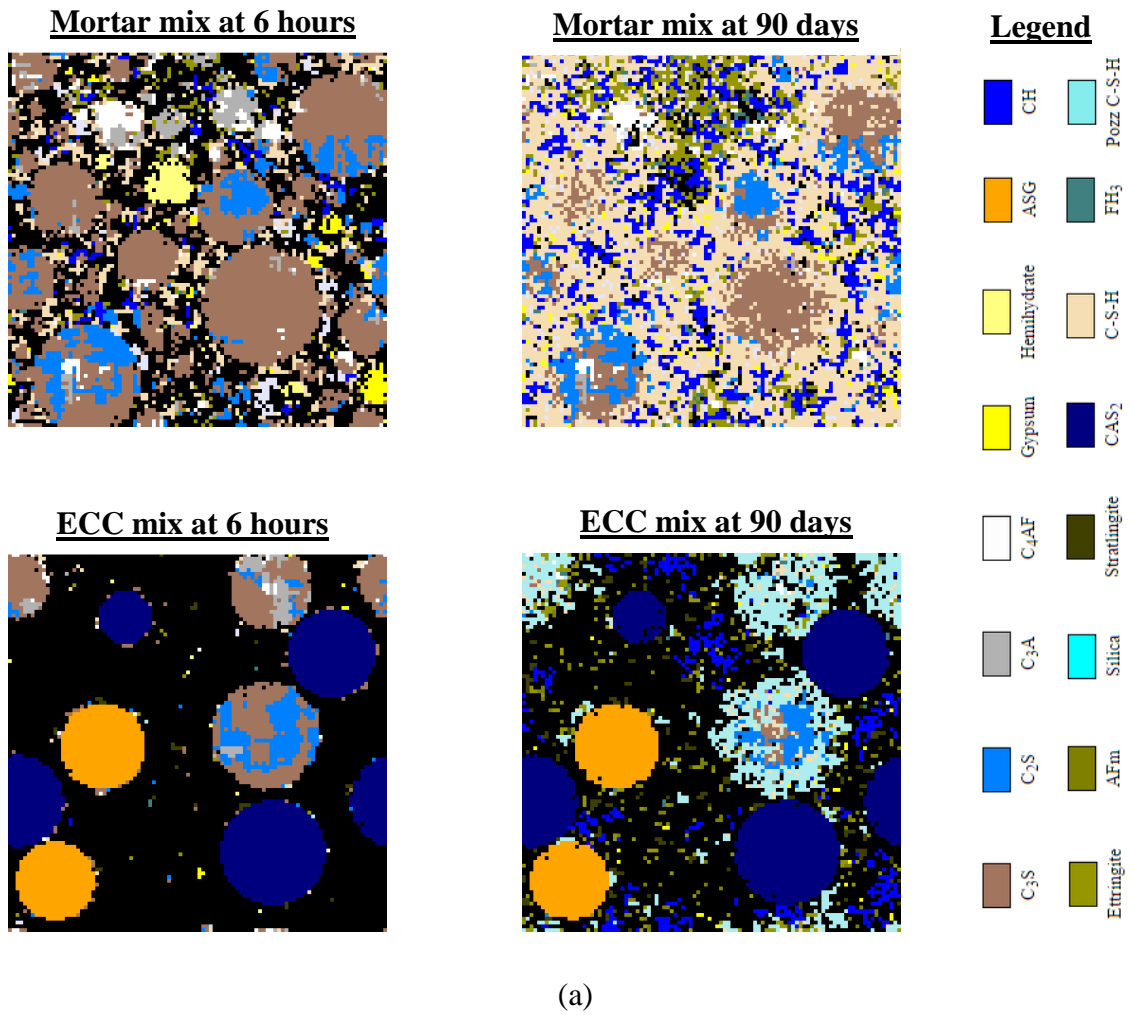 Mortar mix at 6 hours
Mortar mix at 90 days
Legend
CH
Pozz C-S-H
ASG
FH₃
Hemihydrate
C-S-H
Gypsum
CAS₂
C₄AF
Stratlingite
C₃A
Silica
C₂S
AFm
C₃S
Ettringite
ECC mix at 6 hours
ECC mix at 90 days
(a)